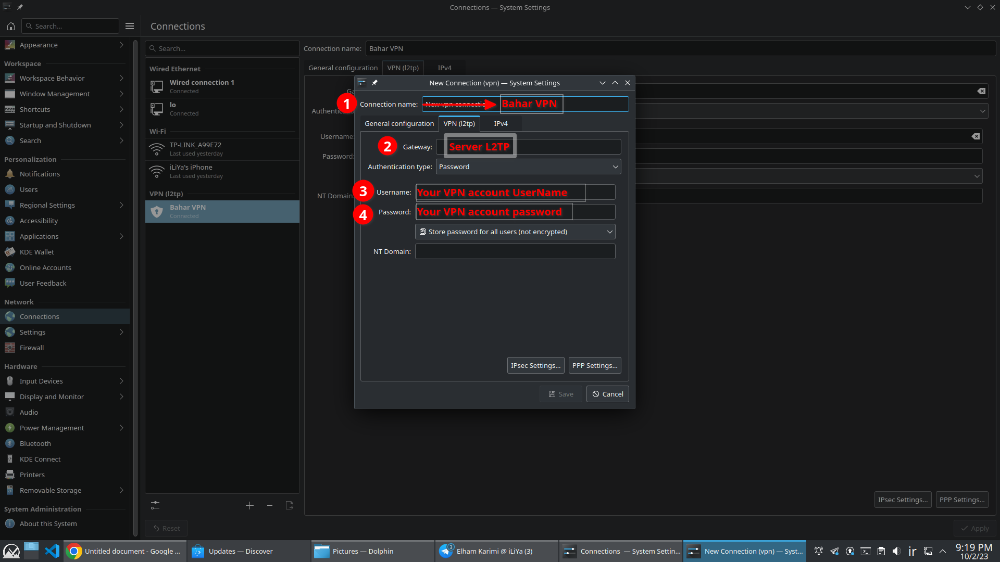 Connections — System Settings
Search...
Connections
Appearance
Workspace
Workspace Behavior
Window Management
Shortcuts
Startup and Shutdown
Search
Personalization
Notifications
Users
Regional Settings
Accessibility
Applications
KDE Wallet
Online Accounts
User Feedback
Network
Connections
Settings
Firewall
Hardware
Input Devices
Display and Monitor
Audio
Power Management
Bluetooth
KDE Connect
Printers
Removable Storage
System Administration
About this System
Search...
Wired Ethernet
Wired connection 1
Connected
lo
Connected
Wi-Fi
TP-LINK_A99E72
Last used yesterday
iLiYa's iPhone
Last used yesterday
VPN (l2tp)
Bahar VPN
Connected
Reset
Connection name: Bahar VPN
General configuration VPN (l2tp) IPv4
Ga
Authentic
Username:
Password:
NT Domain:
IPsec Settings... PPP Settings...
Apply
New Connection (vpn) — System Settings
1 Connection name: New vpn connectio Bahar VPN
General configuration VPN (l2tp) IPv4
2 Gateway: Server L2TP
Authentication type: Password
3 Username: Your VPN account UserName
4 Password: Your VPN account password
Store password for all users (not encrypted)
NT Domain:
IPsec Settings... PPP Settings...
Save Cancel
Untitled document - Google ...
Updates — Discover
Pictures — Dolphin
3 Elham Karimi @ iLiYa (3)
Connections — System Settin...
New Connection (vpn) — Syst...
ir
9:19 PM
10/2/23